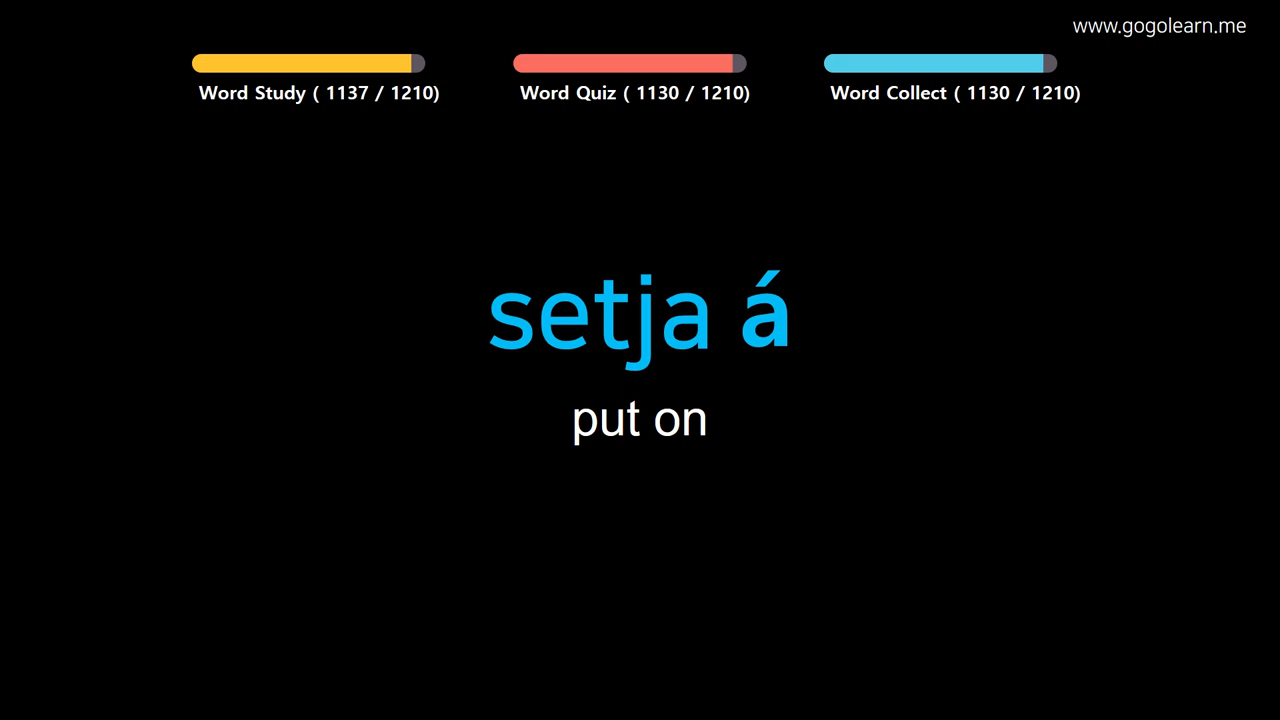 www.gogolearn.me
Word Study ( 1137 / 1210)
Word Quiz ( 1130 / 1210)
Word Collect ( 1130 / 1210)
setja á
put on